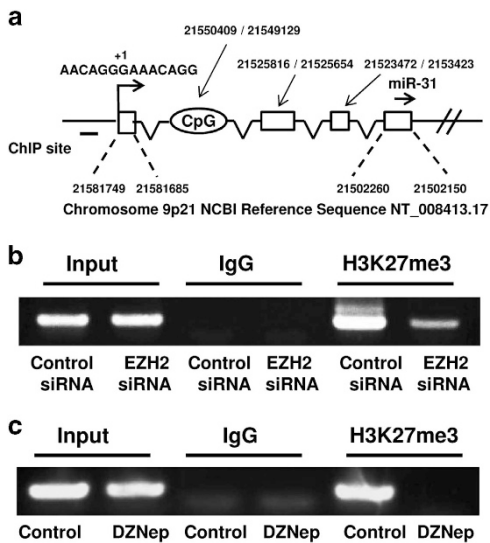 a
21550409 / 21549129
+1
AACAGGGAAACAGG
21525816 / 21525654
21523472 / 2153423
miR-31
CpG
ChIP site
21581749
21581685
21502260
21502150
Chromosome 9p21 NCBI Reference Sequence NT_008413.17
b
Input IgG H3K27me3
Control EZH2 Control EZH2 Control EZH2
siRNA siRNA siRNA siRNA siRNA siRNA
c
Input IgG H3K27me3
Control DZNep Control DZNep Control DZNep